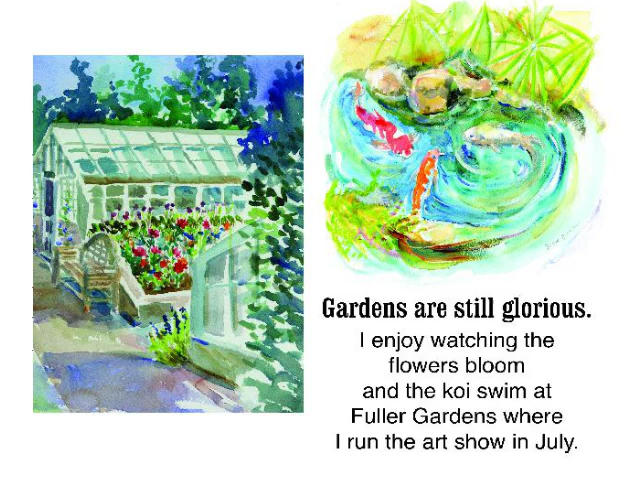 Gardens are still glorious.
I enjoy watching the
flowers bloom
and the koi swim at
Fuller Gardens where
I run the art show in July.